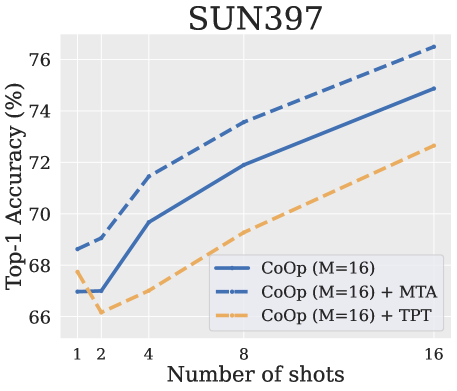 SUN397
Top-1 Accuracy (%)
76
74
72
70
68
66
CoOp (M=16)
CoOp (M=16) + MTA
CoOp (M=16) + TPT
1 2 4 8 16
Number of shots